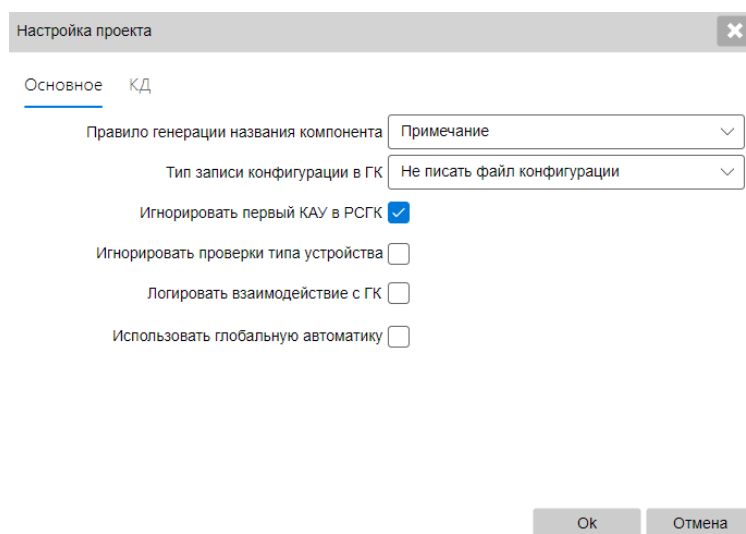 Настройка проекта
Основное КД
Правило генерации названия компонента Примечание
Тип записи конфигурации в ГК Не писать файл конфигурации
Игнорировать первый КАУ в РСГК
Игнорировать проверки типа устройства
Логировать взаимодействие с ГК
Использовать глобальную автоматику
Ok Отмена